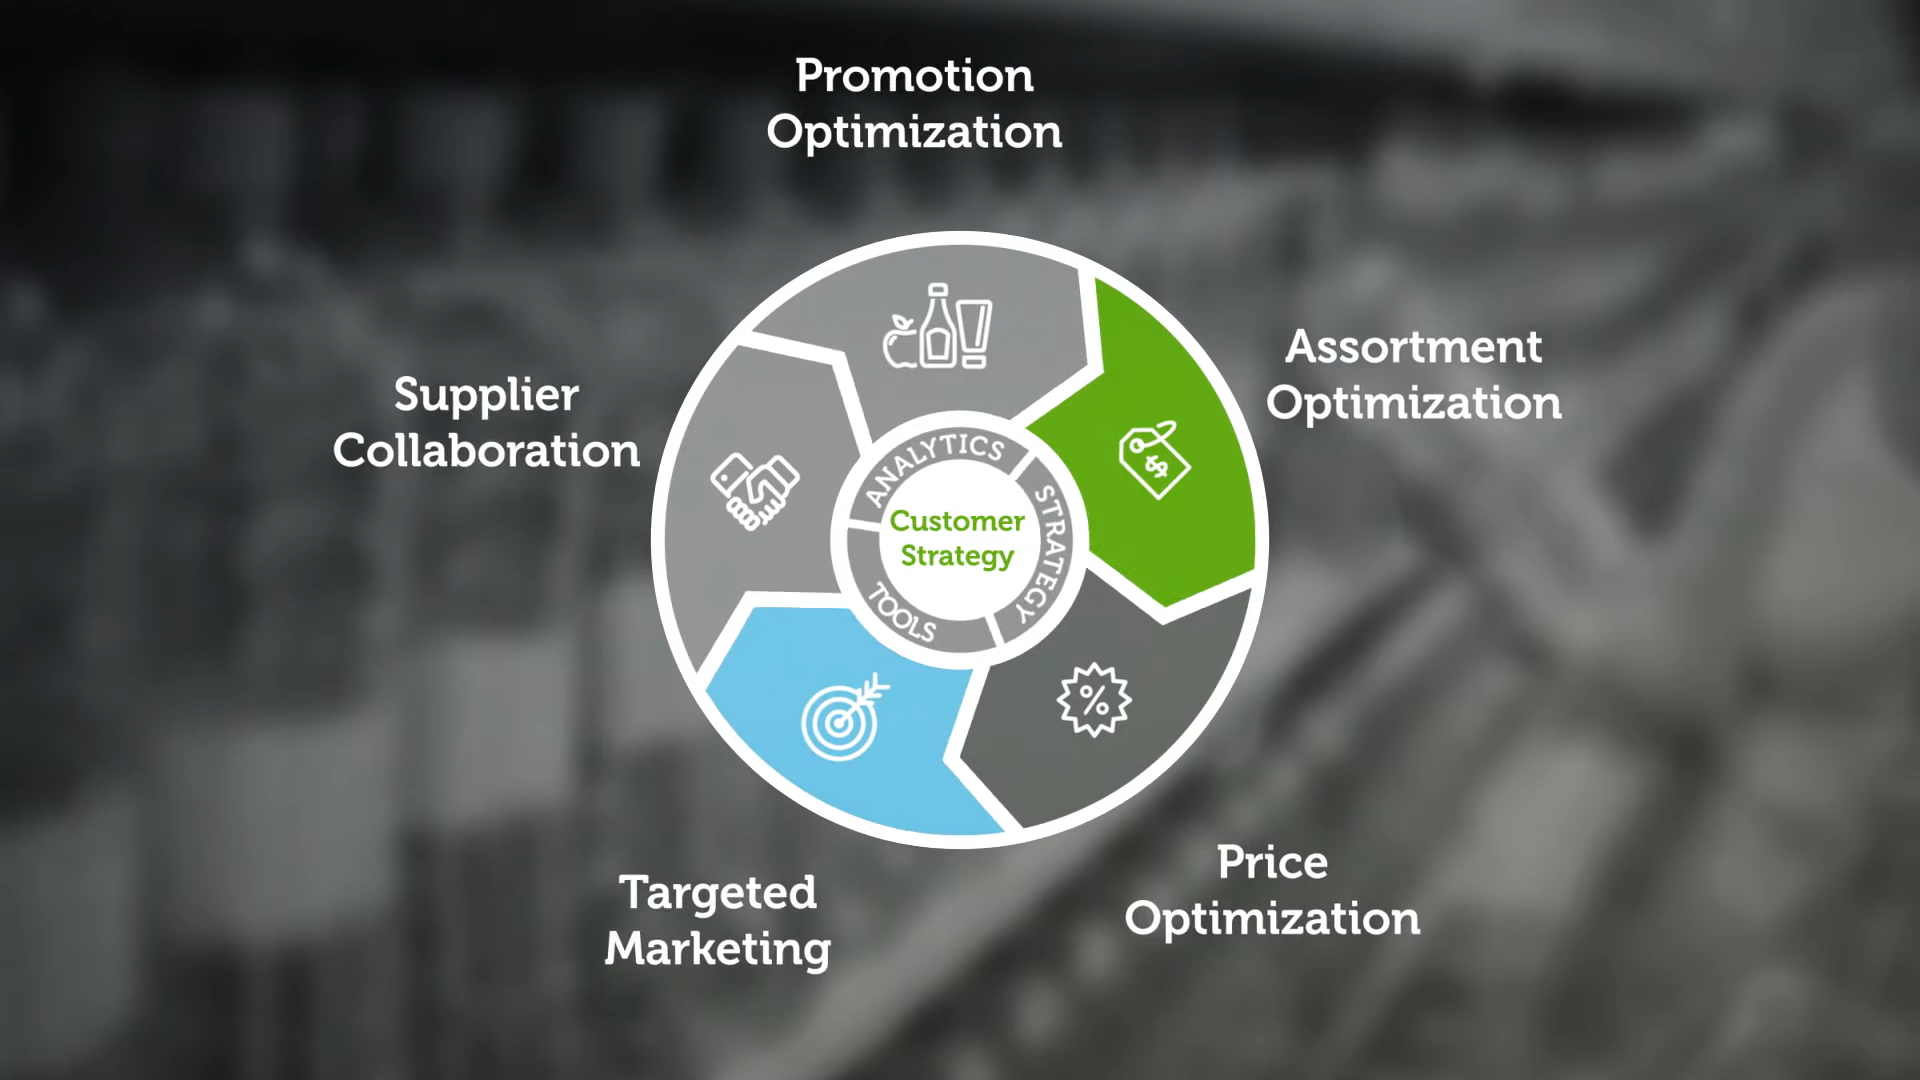 Promotion
Optimization
Assortment
Optimization
Supplier
Collaboration
ANALYTICS
STRATEGY
TOOLS
Customer
Strategy
$
%
Price
Optimization
Targeted
Marketing